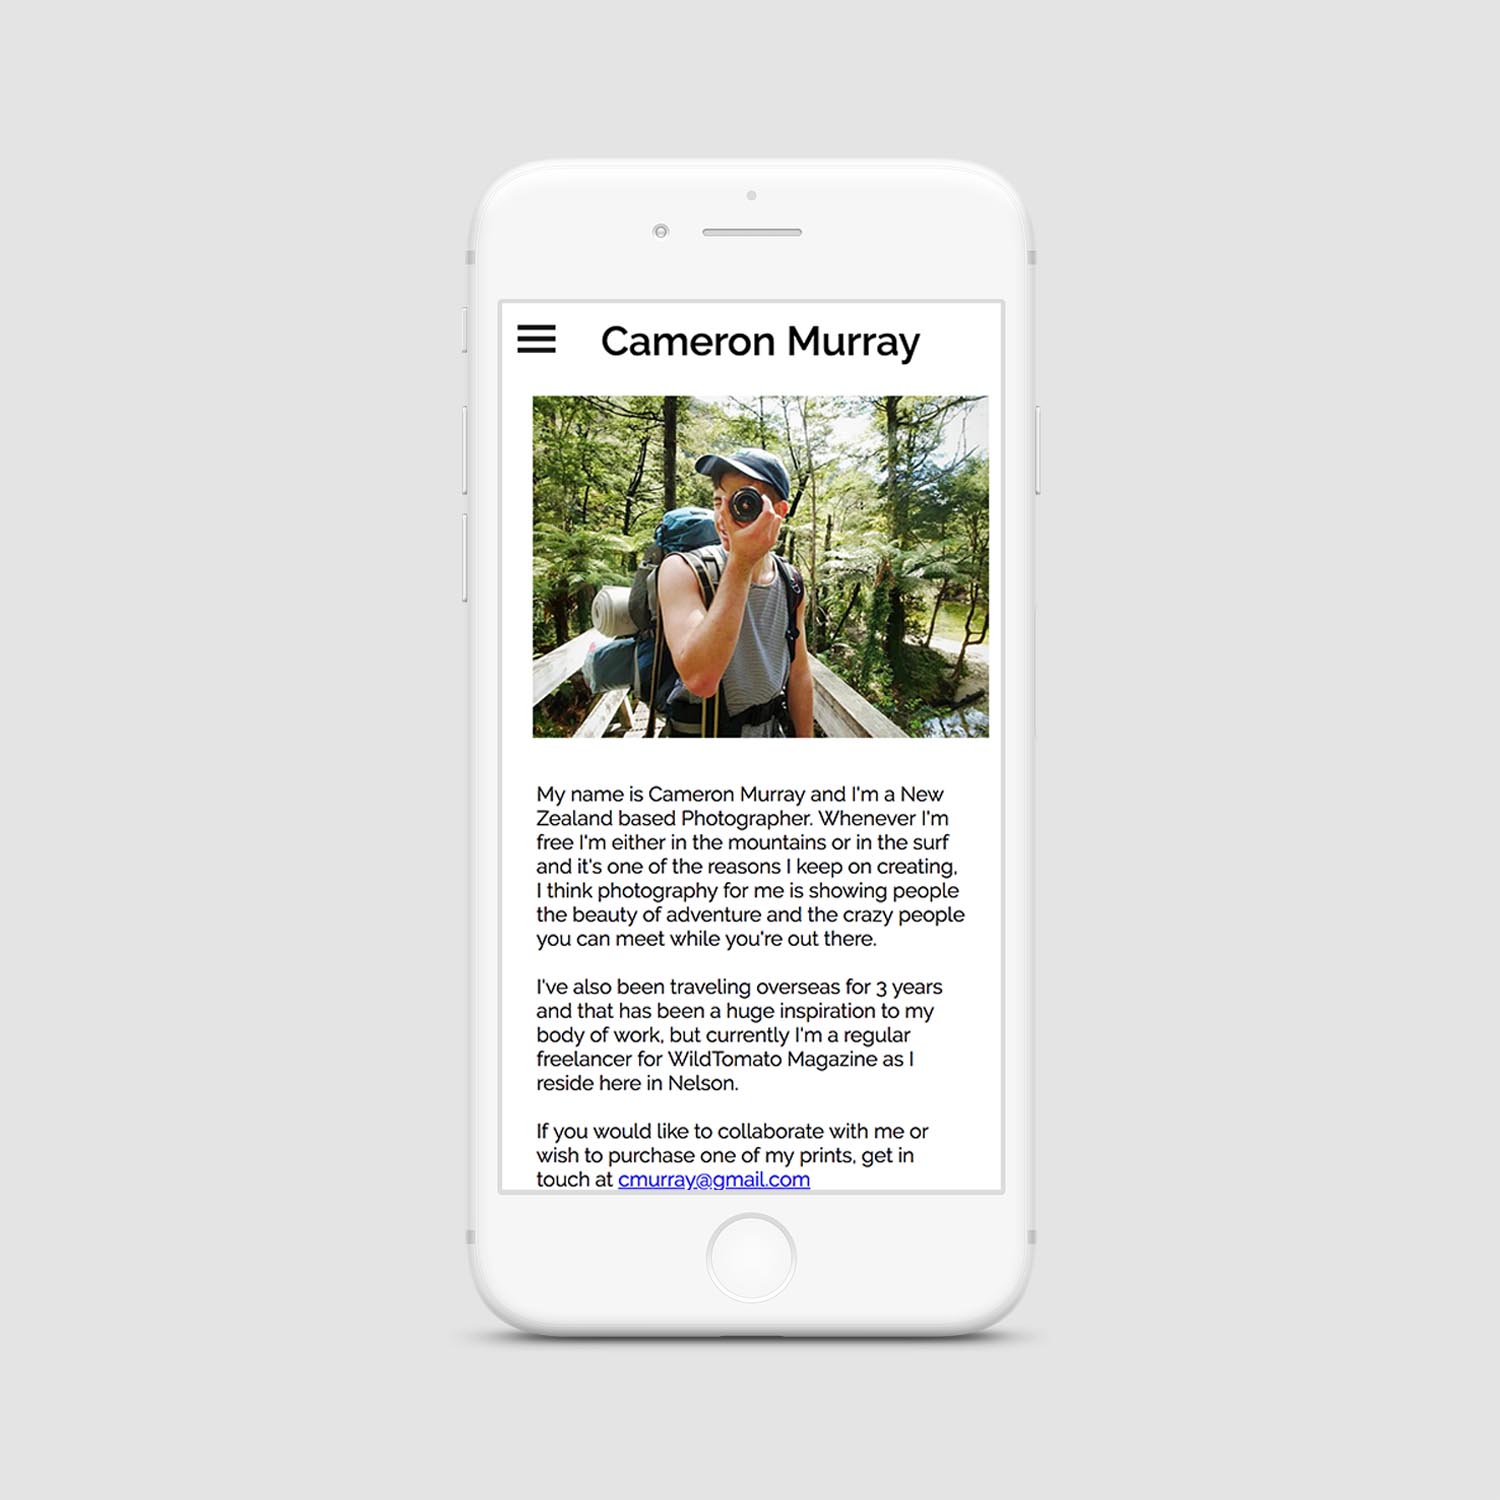 Cameron Murray
My name is Cameron Murray and I'm a New
Zealand based Photographer. Whenever I'm
free I'm either in the mountains or in the surf
and it's one of the reasons I keep on creating,
I think photography for me is showing people
the beauty of adventure and the crazy people
you can meet while you're out there.
I've also been traveling overseas for 3 years
and that has been a huge inspiration to my
body of work, but currently I'm a regular
freelancer for WildTomato Magazine as I
reside here in Nelson.
If you would like to collaborate with me or
wish to purchase one of my prints, get in
touch at cmurray@gmail.com